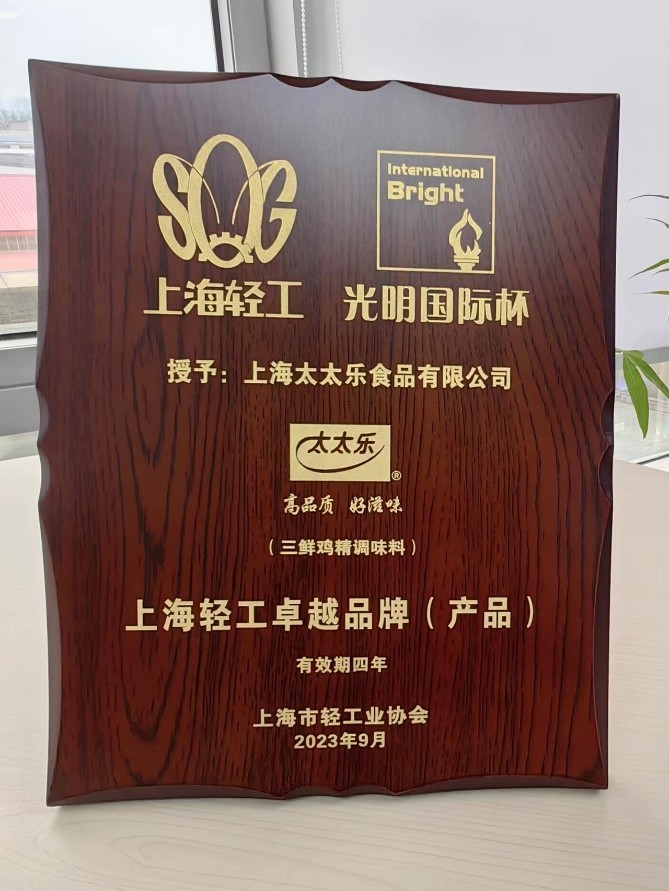 SQG
International
Bright
上海轻工 光明国际杯
授予：上海太太乐食品有限公司
太太乐®
高品质 好滋味
（三鲜鸡精调味料）
上海轻工卓越品牌（产品）
有效期四年
上海市轻工业协会
2023年9月